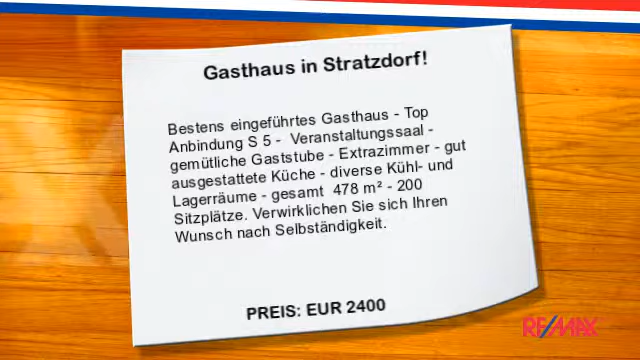 Gasthaus in Stratzdorf!
Bestens eingeführtes Gasthaus - Top
Anbindung S 5 - Veranstaltungssaal -
gemütliche Gaststube - Extrazimmer - gut
ausgestattete Küche - diverse Kühl- und
Lagerräume - gesamt 478 m² - 200
Sitzplätze. Verwirklichen Sie sich Ihren
Wunsch nach Selbständigkeit.
PREIS: EUR 2400
RE/MAX